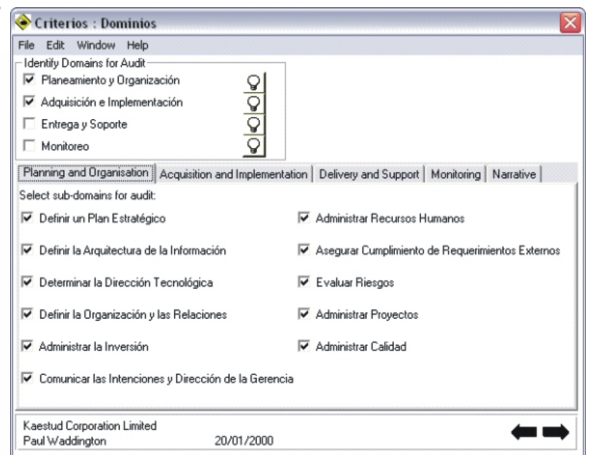 Criterios : Dominios
File Edit Window Help
Identify Domains for Audit
Planeamiento y Organización
Adquisición e Implementación
Entrega y Soporte
Monitoreo
Planning and Organisation Acquisition and Implementation Delivery and Support Monitoring Narrative
Select sub-domains for audit:
Definir un Plan Estratégico Administrar Recursos Humanos
Definir la Arquitectura de la Información Asegurar Cumplimiento de Requerimientos Externos
Determinar la Dirección Tecnológica Evaluar Riesgos
Definir la Organización y las Relaciones Administrar Proyectos
Administrar la Inversión Administrar Calidad
Comunicar las Intenciones y Dirección de la Gerencia
Kaestud Corporation Limited
Paul Waddington 20/01/2000